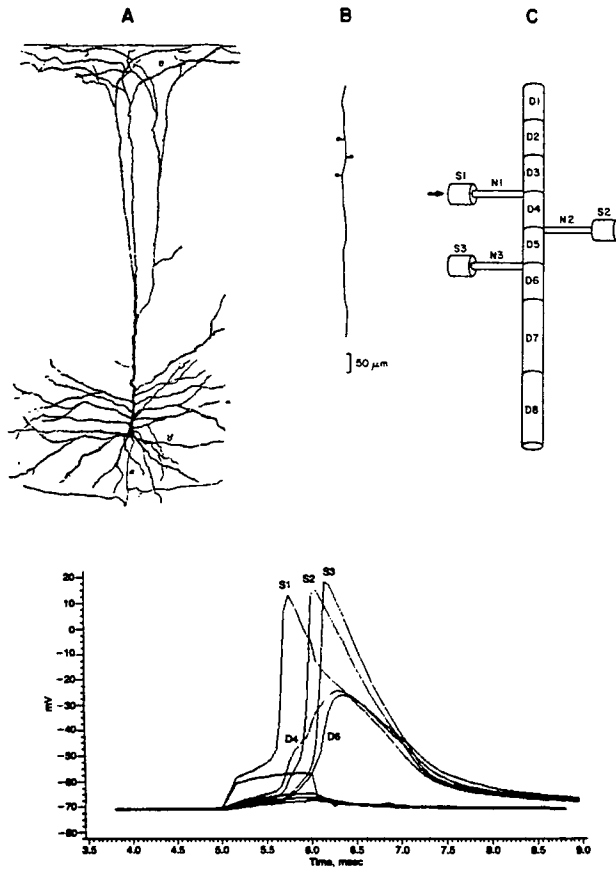 A B C
D1
D2
D3
S1 N1
D4
N2 S2
D5
S3 N3
D6
D7
D8
50 μm
20
10
0
-10
-20
-30
-40
-50
-60
-70
-80
mV
S1 S2 S3
D4 D6
3.5 4.0 4.5 5.0 5.5 6.0 6.5 7.0 7.5 8.0 8.5 9.0
Time, msec